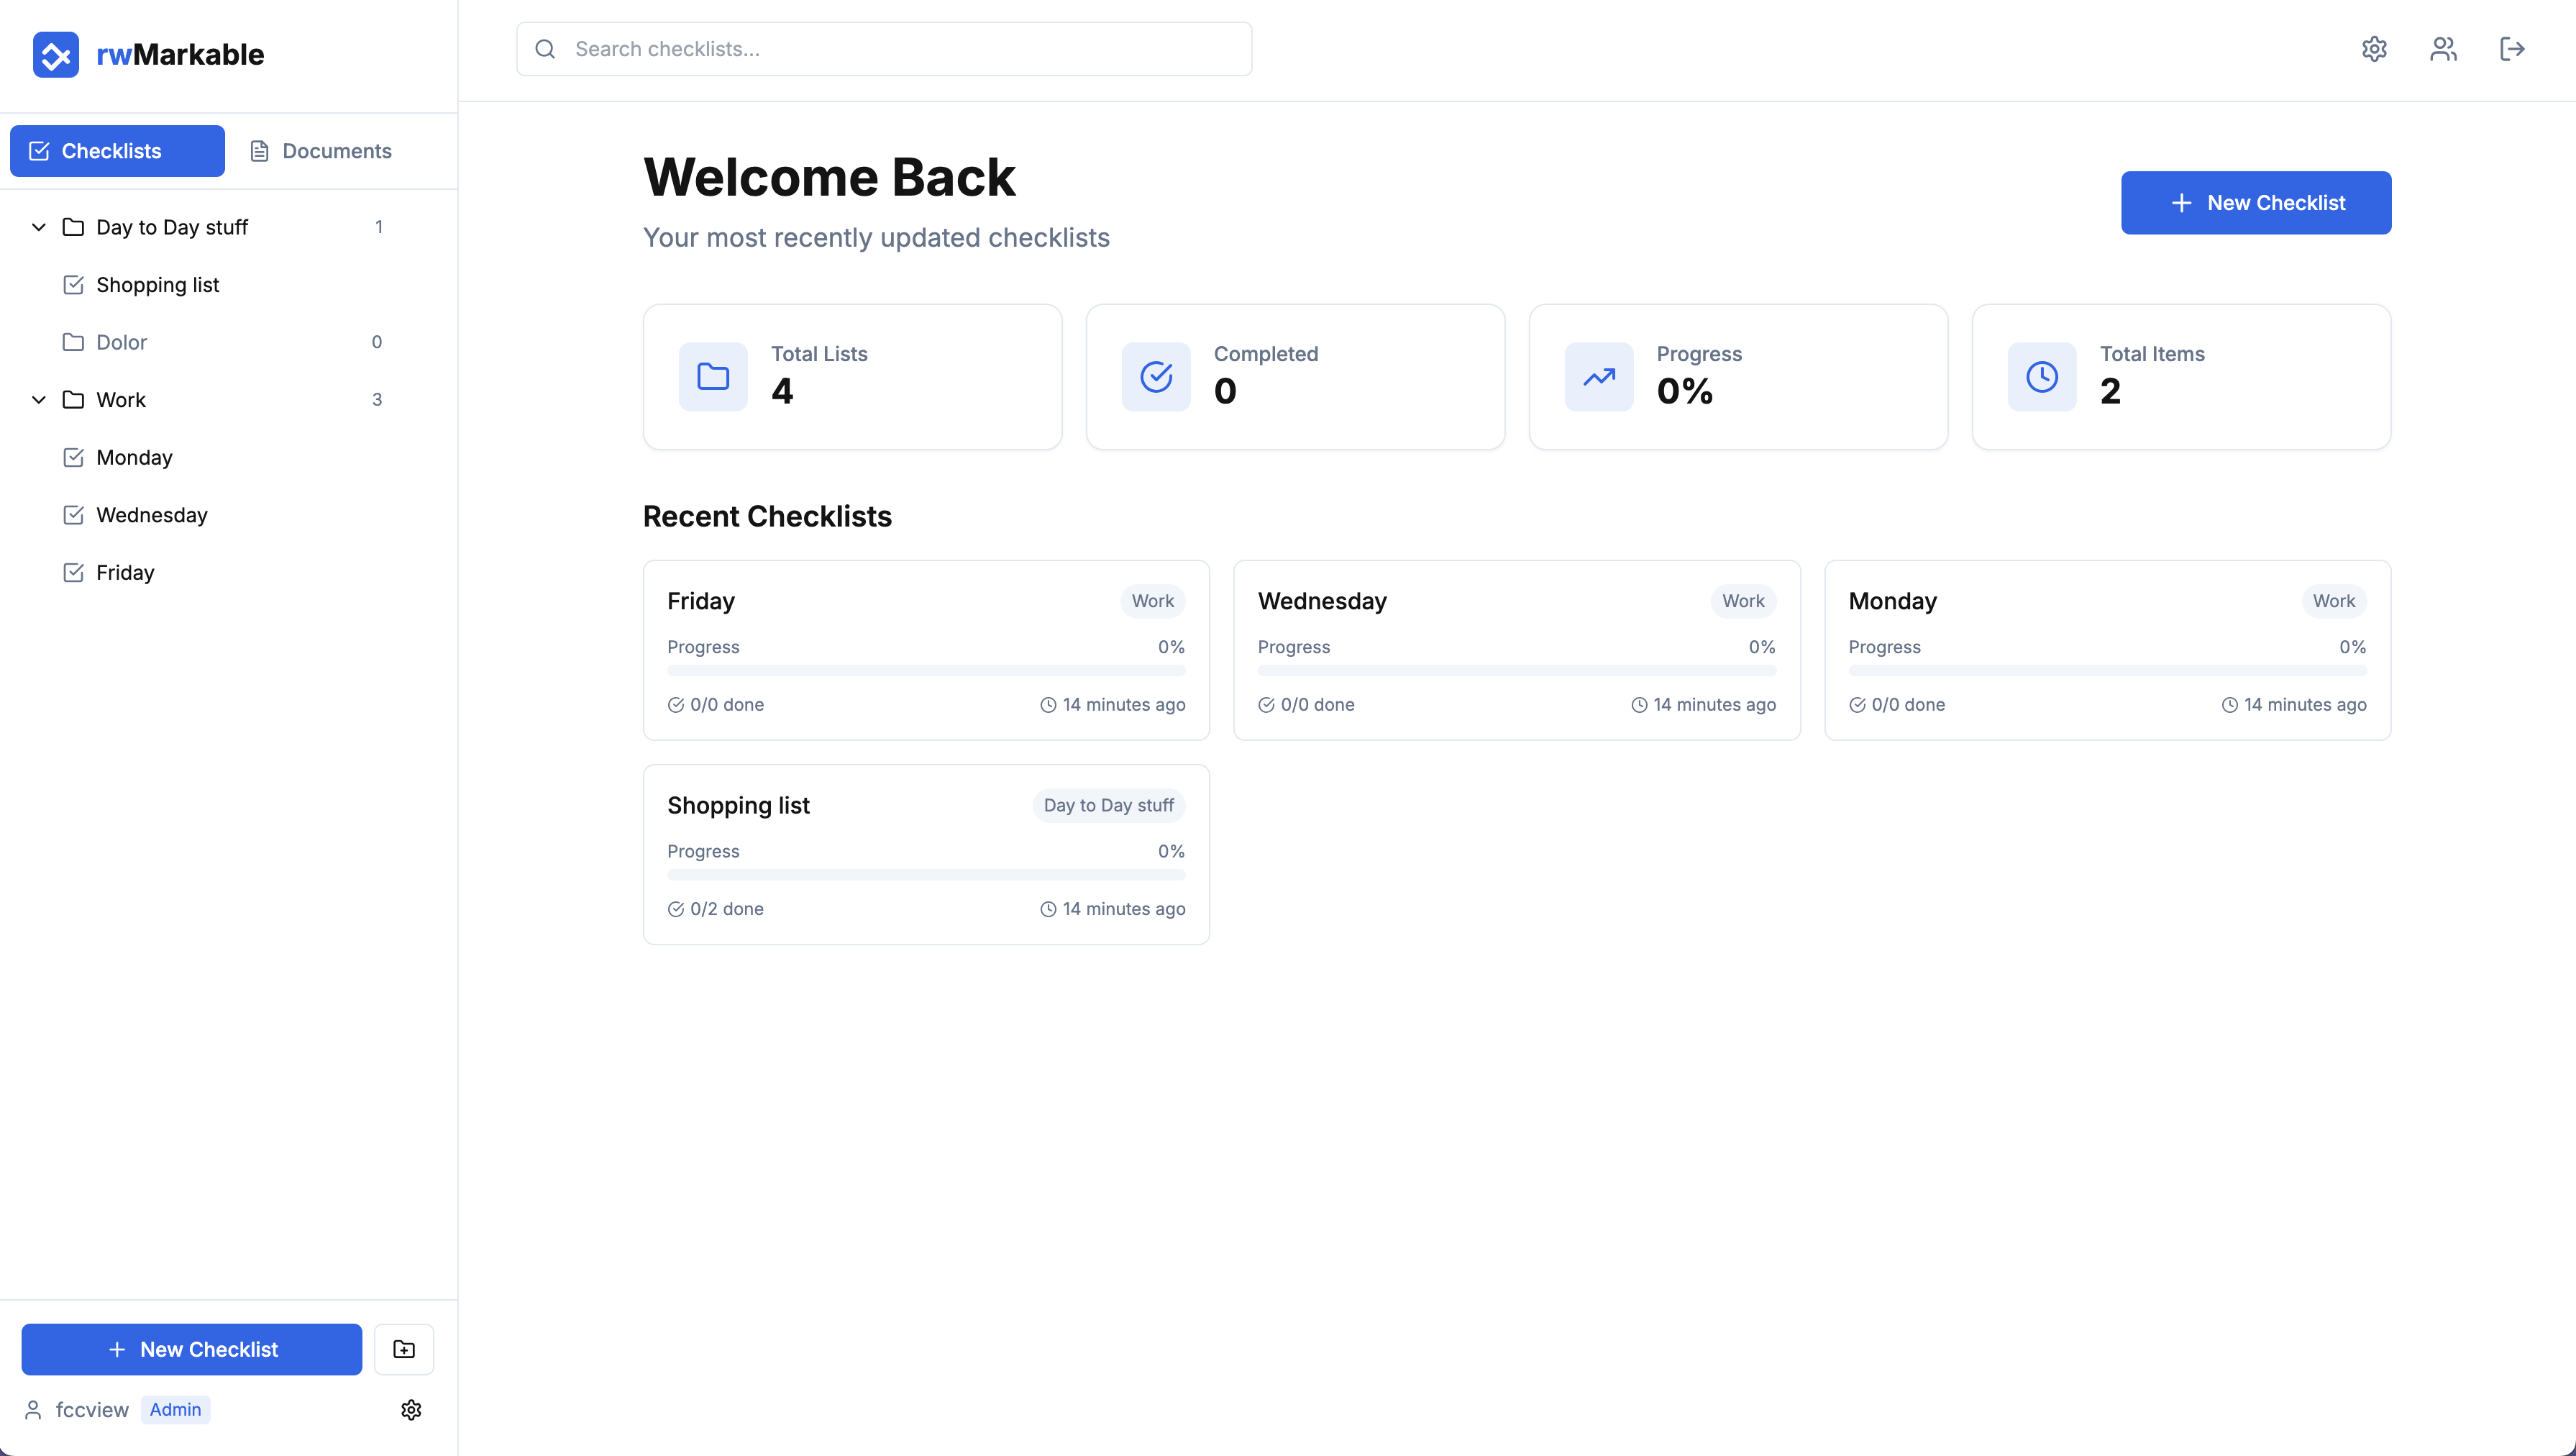 rwMarkable
Search checklists...
Checklists
Documents
Day to Day stuff 1
Shopping list
Dolor 0
Work 3
Monday
Wednesday
Friday
New Checklist
fccview Admin
Welcome Back
Your most recently updated checklists
New Checklist
Total Lists
4
Completed
0
Progress
0%
Total Items
2
Recent Checklists
Friday Work
Progress 0%
0/0 done 14 minutes ago
Wednesday Work
Progress 0%
0/0 done 14 minutes ago
Monday Work
Progress 0%
0/0 done 14 minutes ago
Shopping list Day to Day stuff
Progress 0%
0/2 done 14 minutes ago